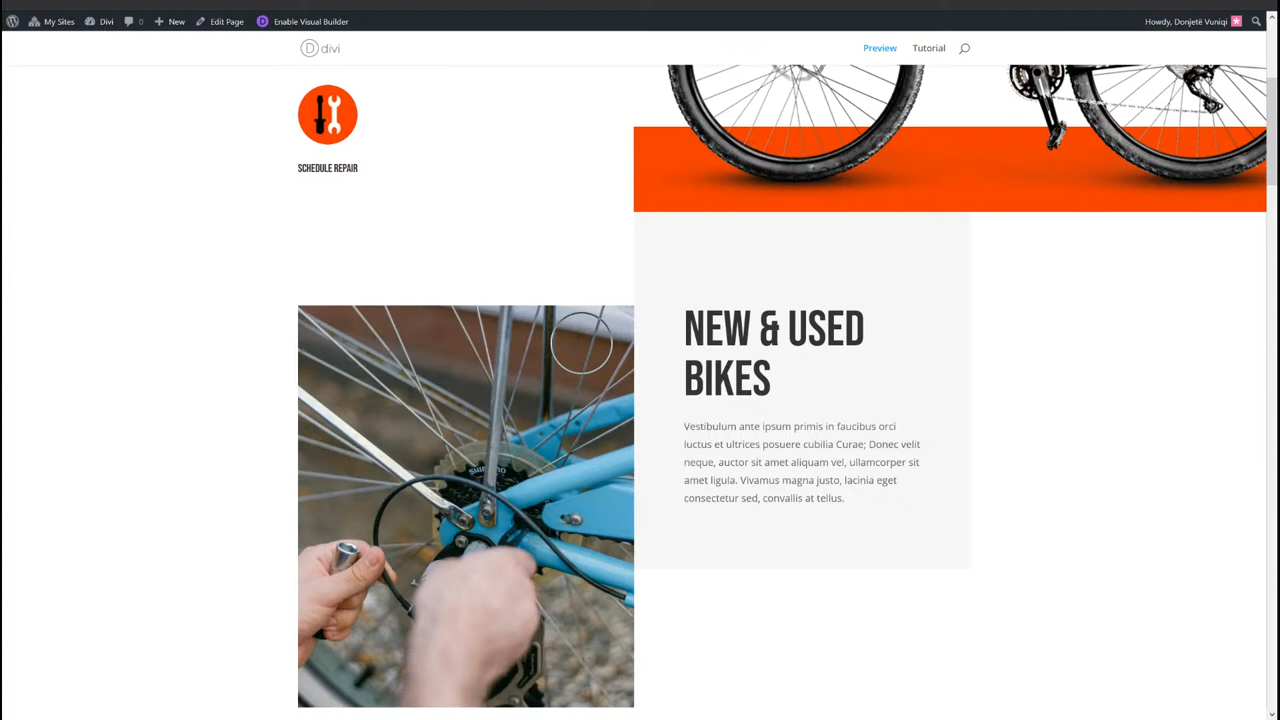 My Sites
Divi
0
New
Edit Page
Enable Visual Builder
Howdy, Donjetë Vuniqi
D divi
Preview
Tutorial
SCHEDULE REPAIR
NEW & USED
BIKES
Vestibulum ante ipsum primis in faucibus orci
luctus et ultrices posuere cubilia Curae; Donec velit
neque, auctor sit amet aliquam vel, ullamcorper sit
amet ligula. Vivamus magna justo, lacinia eget
consectetur sed, convallis at tellus.
SHIMANO